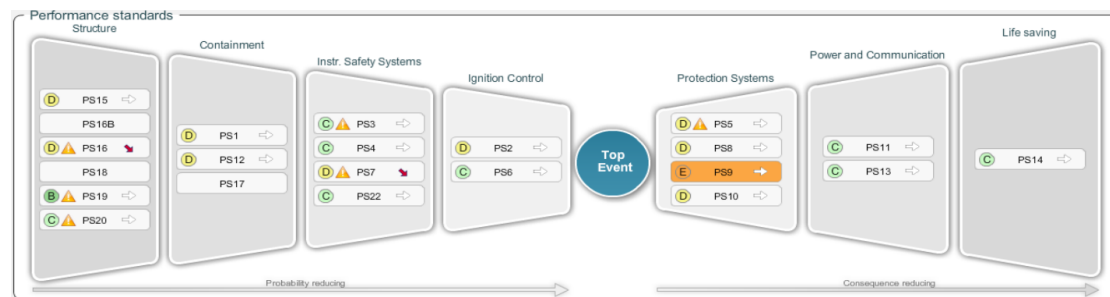 Performance standards
Structure
D PS15
PS16B
D PS16
PS18
B PS19
C PS20
Containment
D PS1
D PS12
PS17
Instr. Safety Systems
C PS3
C PS4
D PS7
C PS22
Ignition Control
D PS2
C PS6
Top
Event
Protection Systems
D PS5
D PS8
E PS9
D PS10
Power and Communication
C PS11
C PS13
Life saving
C PS14
Probability reducing
Consequence reducing